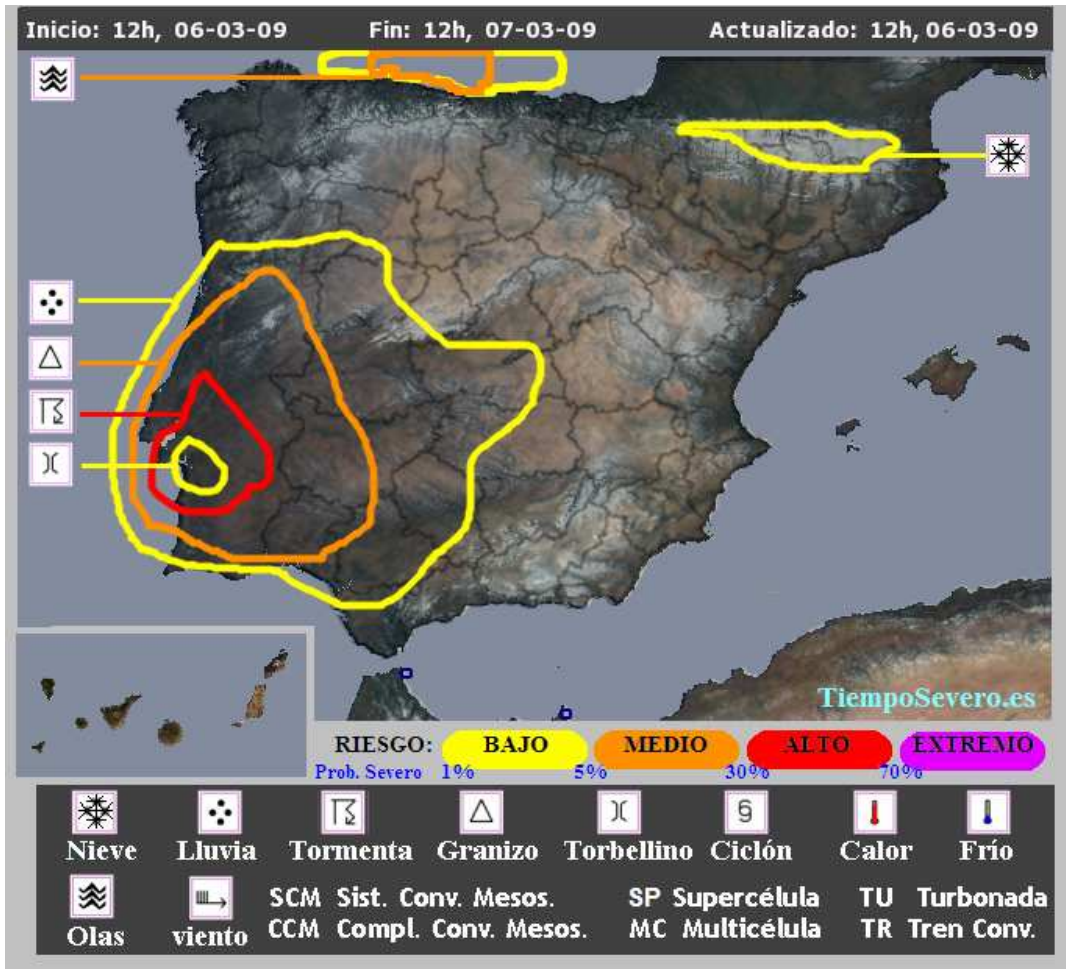 Inicio: 12h, 06-03-09 Fin: 12h, 07-03-09 Actualizado: 12h, 06-03-09
TiempoSevero.es
RIESGO: BAJO MEDIO ALTO EXTREMO
Prob. Severo 1% 5% 30% 70%
Nieve Lluvia Tormenta Granizo Torbellino Ciclón Calor Frío
SCM Sist. Conv. Mesos. SP Supercélula TU Turbonada
CCM Compl. Conv. Mesos. MC Multicélula TR Tren Conv.
Olas viento